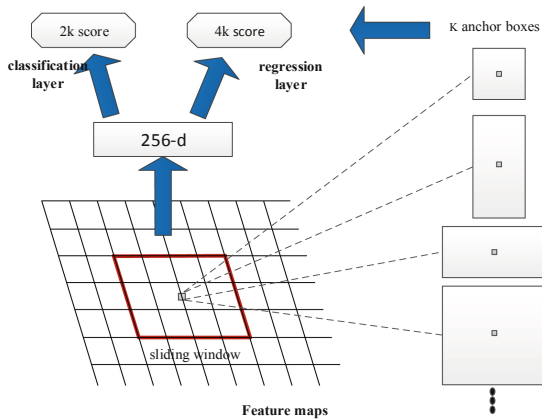 2k score
4k score
K anchor boxes
classification
layer
regression
layer
256-d
sliding window
Feature maps